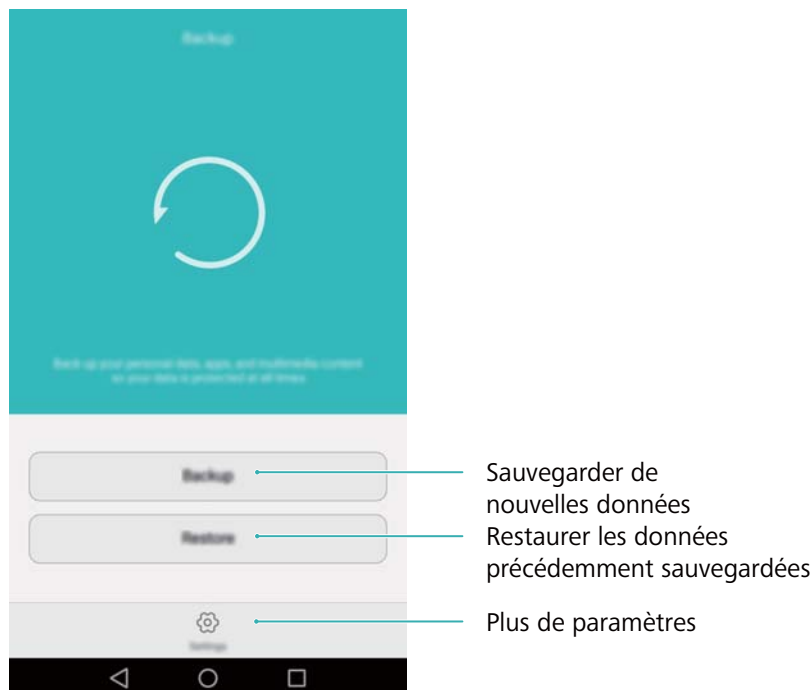 Backup
Back up your personal data, apps, and multimedia content
so your data is protected at all times
Backup
Sauvegarder de
nouvelles données
Restore
Restaurer les données
précédemment sauvegardées
Settings
Plus de paramètres